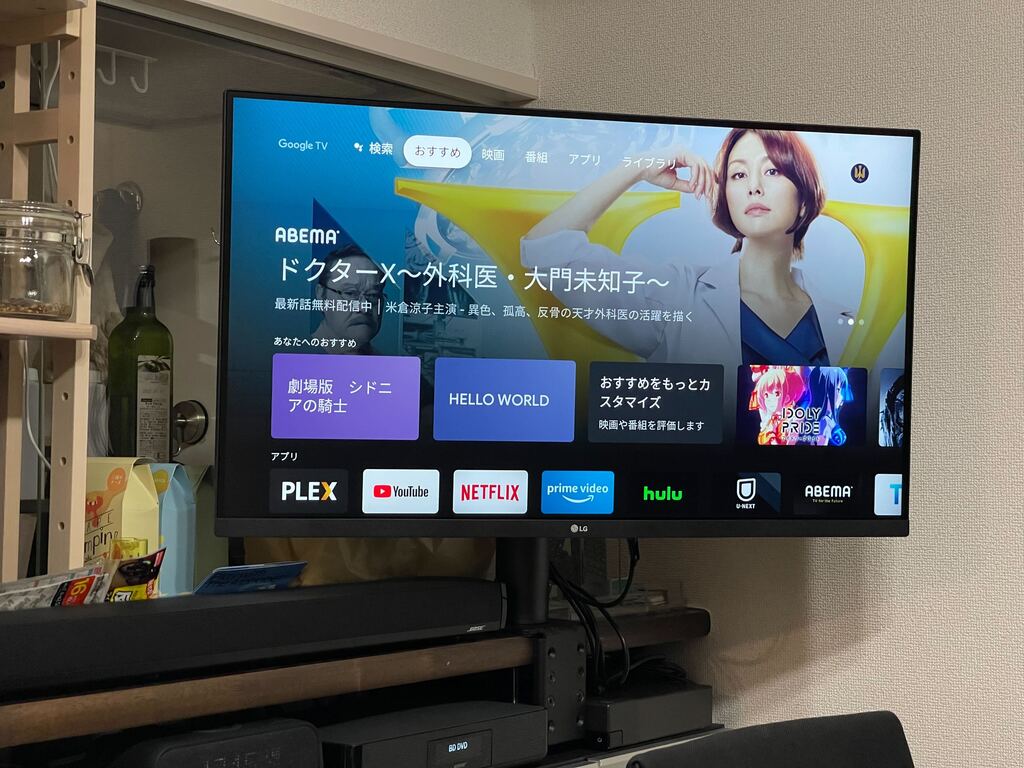 Google TV
検索
おすすめ
映画
番組
アプリ
ライブラリ
ABEMA
ドクターX～外科医・大門未知子～
最新話無料配信中 | 米倉涼子主演 - 異色、孤高、反骨の天才外科医の活躍を描く
あなたへのおすすめ
劇場版 シドニ
アの騎士
HELLO WORLD
おすすめをもっとカ
スタマイズ
映画や番組を評価します
IDOLY
PRIDE
アプリ
PLEX
YouTube
NETFLIX
prime video
hulu
U-NEXT
ABEMA
TV for the Future
T
LG
BOSE
BD DVD
16